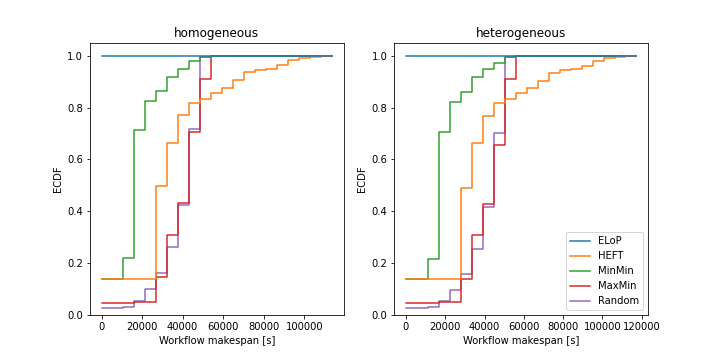 homogeneous
1.0
0.8
0.6
0.4
0.2
0.0
ECDF
0 20000 40000 60000 80000 100000
Workflow makespan [s]
heterogeneous
1.0
0.8
0.6
0.4
0.2
0.0
ECDF
ELoP
HEFT
MinMin
MaxMin
Random
0 20000 40000 60000 80000 100000 120000
Workflow makespan [s]